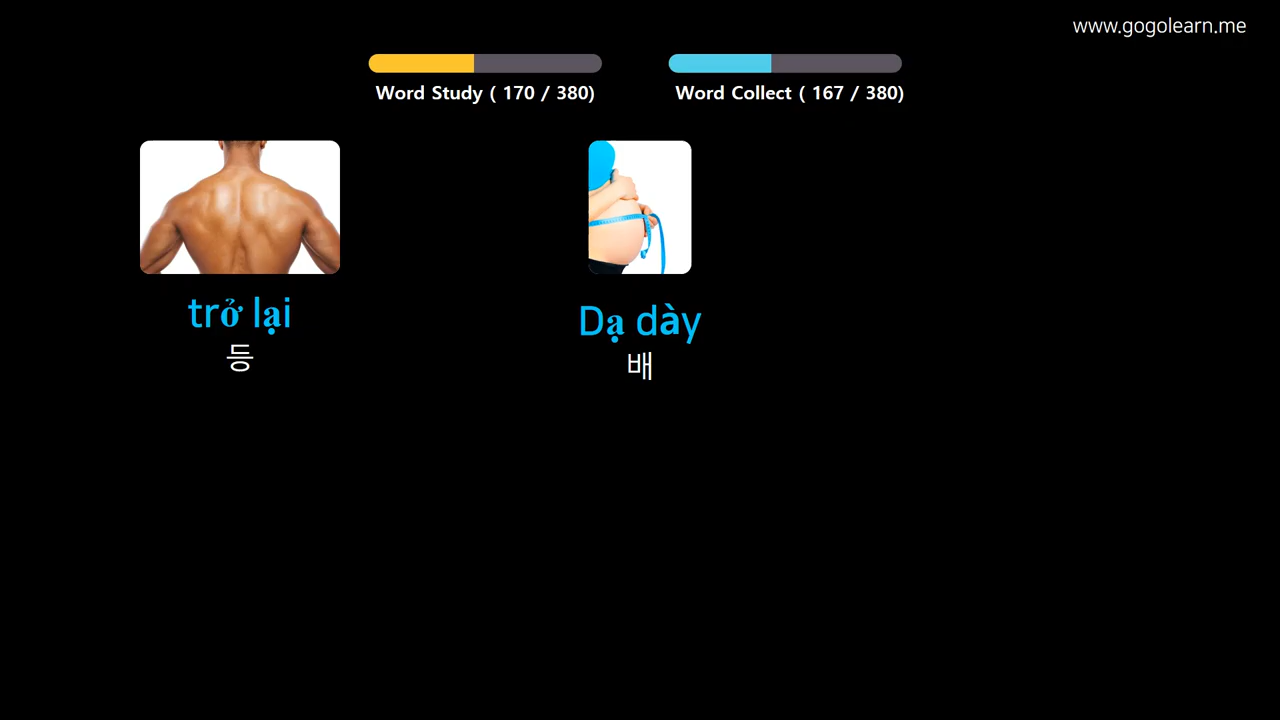 www.gogolearn.me
Word Study ( 170 / 380)
Word Collect ( 167 / 380)
trở lại
등
Dạ dày
배